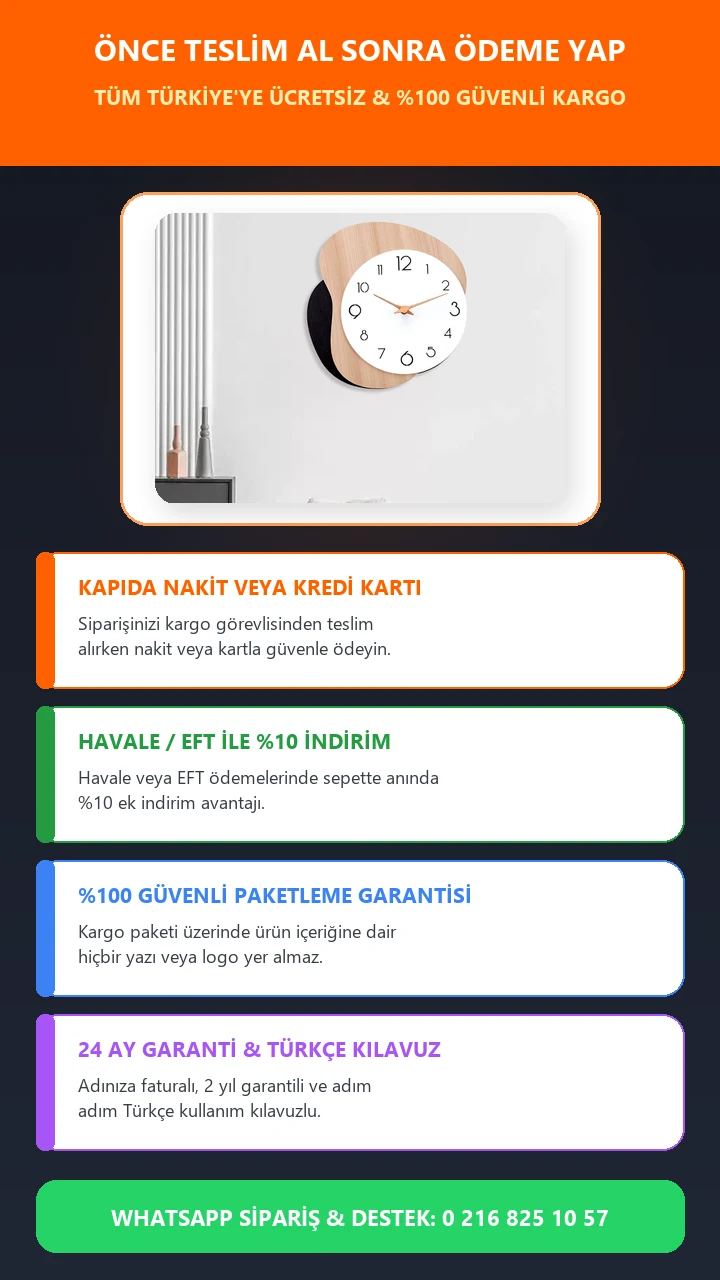 ÖNCE TESLİM AL SONRA ÖDEME YAP
TÜM TÜRKİYE'YE ÜCRETSİZ & %100 GÜVENLİ KARGO
12
11 1
10 2
9 3
8 4
7 5
6
KAPIDA NAKİT VEYA KREDİ KARTI
Siparişinizi kargo görevlisinden teslim
alırken nakit veya kartla güvenle ödeyin.
HAVALE / EFT İLE %10 İNDİRİM
Havale veya EFT ödemelerinde sepette anında
%10 ek indirim avantajı.
%100 GÜVENLİ PAKETLEME GARANTİSİ
Kargo paketi üzerinde ürün içeriğine dair
hiçbir yazı veya logo yer almaz.
24 AY GARANTİ & TÜRKÇE KILAVUZ
Adınıza faturalı, 2 yıl garantili ve adım
adım Türkçe kullanım kılavuzlu.
WHATSAPP SİPARİŞ & DESTEK: 0 216 825 10 57